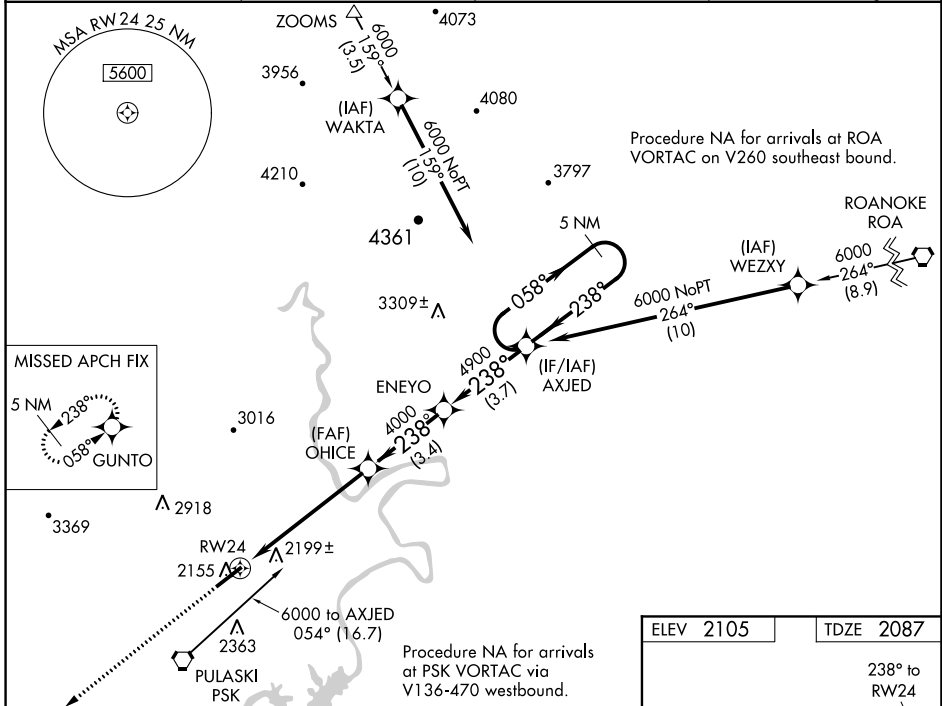 MSA RW 24 25 NM
5600
ZOOMS
4073
6000
159°
(3.5)
3956
(IAF)
WAKTA
4080
6000 NoPT
159°
(10)
Procedure NA for arrivals at ROA
VORTAC on V260 southeast bound.
4210
3797
4361
5 NM
ROANOKE
ROA
(IAF)
WEZXY
6000
264°
(8.9)
058°
238°
6000 NoPT
264°
(10)
3309±
(IF/IAF)
AXJED
4900
238°
(3.7)
ENEYO
MISSED APCH FIX
5 NM
238°
058°
GUNTO
3016
4000
238°
(3.4)
(FAF)
OHICE
2918
3369
RW24
2199±
2155
6000 to AXJED
054° (16.7)
2363
PULASKI
PSK
Procedure NA for arrivals
at PSK VORTAC via
V136-470 westbound.
ELEV 2105
TDZE 2087
238° to
RW24